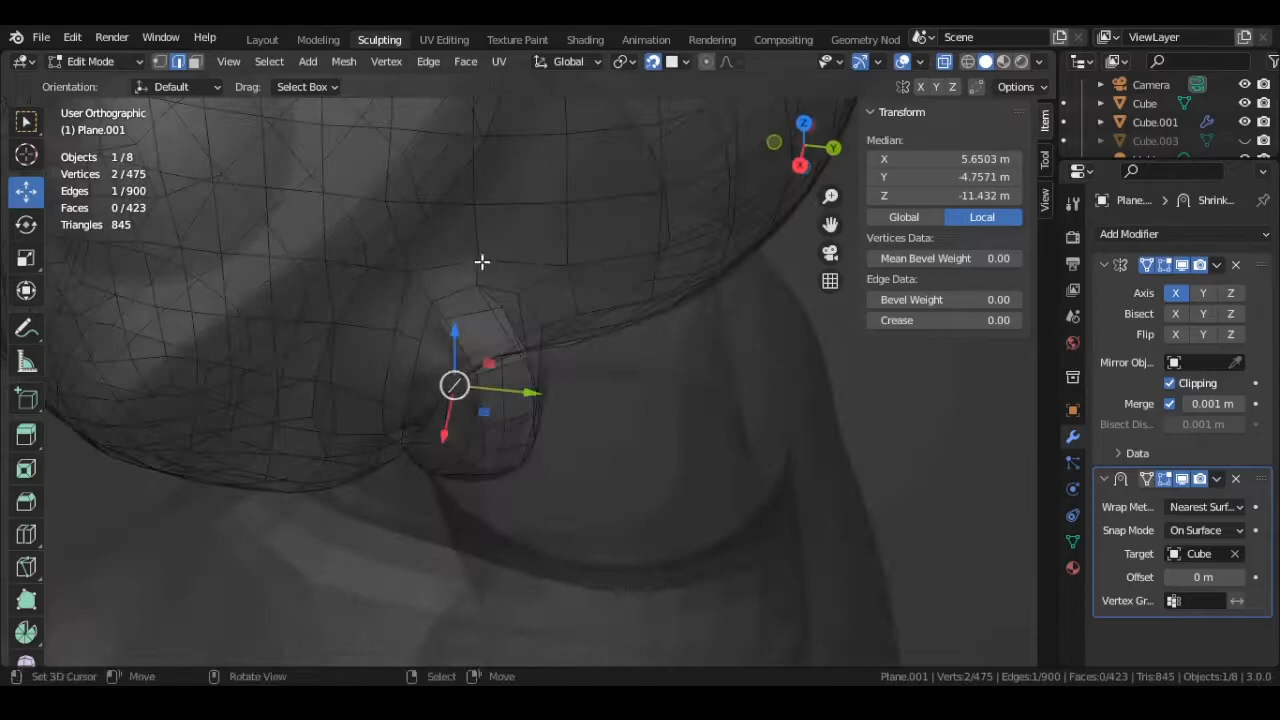 File Edit Render Window Help Layout Modeling Sculpting UV Editing Texture Paint Shading Animation Rendering Compositing Geometry Nod Scene ViewLayer
Edit Mode View Select Add Mesh Vertex Edge Face UV Global
Orientation: Default Drag: Select Box X Y Z Options
Camera
Cube
Cube.001
Cube.003
User Orthographic
(1) Plane.001
Objects 1/8
Vertices 2/475
Edges 1/900
Faces 0/423
Triangles 845
Z
Y
X
Transform
Median:
X 5.6503 m
Y -4.7571 m
Z -11.432 m
Global Local
Vertices Data:
Mean Bevel Weight 0.00
Edge Data:
Bevel Weight 0.00
Crease 0.00
Item
Tool
View
Plane... Shrink...
Add Modifier
Axis X Y Z
Bisect X Y Z
Flip X Y Z
Mirror Obj...
Clipping
Merge 0.001 m
Bisect Dis... 0.001 m
Data
Wrap Met... Nearest Surf...
Snap Mode On Surface
Target Cube
Offset 0 m
Vertex Gr...
Set 3D Cursor Move Rotate View Select Move Plane.001 | Verts:2/475 | Edges:1/900 | Faces:0/423 | Tris:845 | Objects:1/8 | 3.0.0